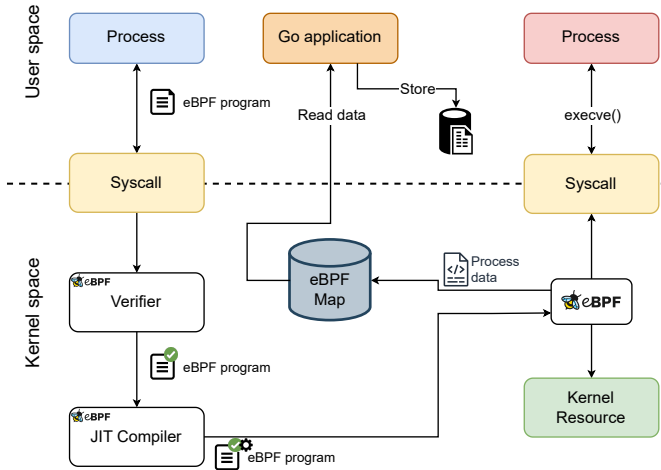 User space
Process
Go application
Process
eBPF program
Store
Read data
execve()
Syscall
Syscall
Kernel space
eBPF
Verifier
eBPF
Map
</>
Process
data
eBPF
eBPF program
eBPF
JIT Compiler
Kernel
Resource
eBPF program